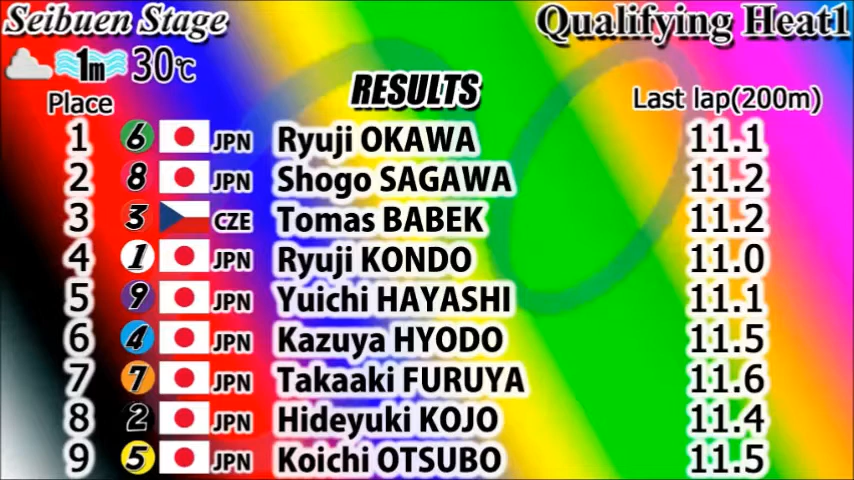 Seibuen Stage
Qualifying Heat1
1m 30℃
RESULTS
Place Last lap(200m)
1 6 JPN Ryuji OKAWA 11.1
2 8 JPN Shogo SAGAWA 11.2
3 3 CZE Tomas BABEK 11.2
4 1 JPN Ryuji KONDO 11.0
5 9 JPN Yuichi HAYASHI 11.1
6 4 JPN Kazuya HYODO 11.5
7 7 JPN Takaaki FURUYA 11.6
8 2 JPN Hideyuki KOJO 11.4
9 5 JPN Koichi OTSUBO 11.5